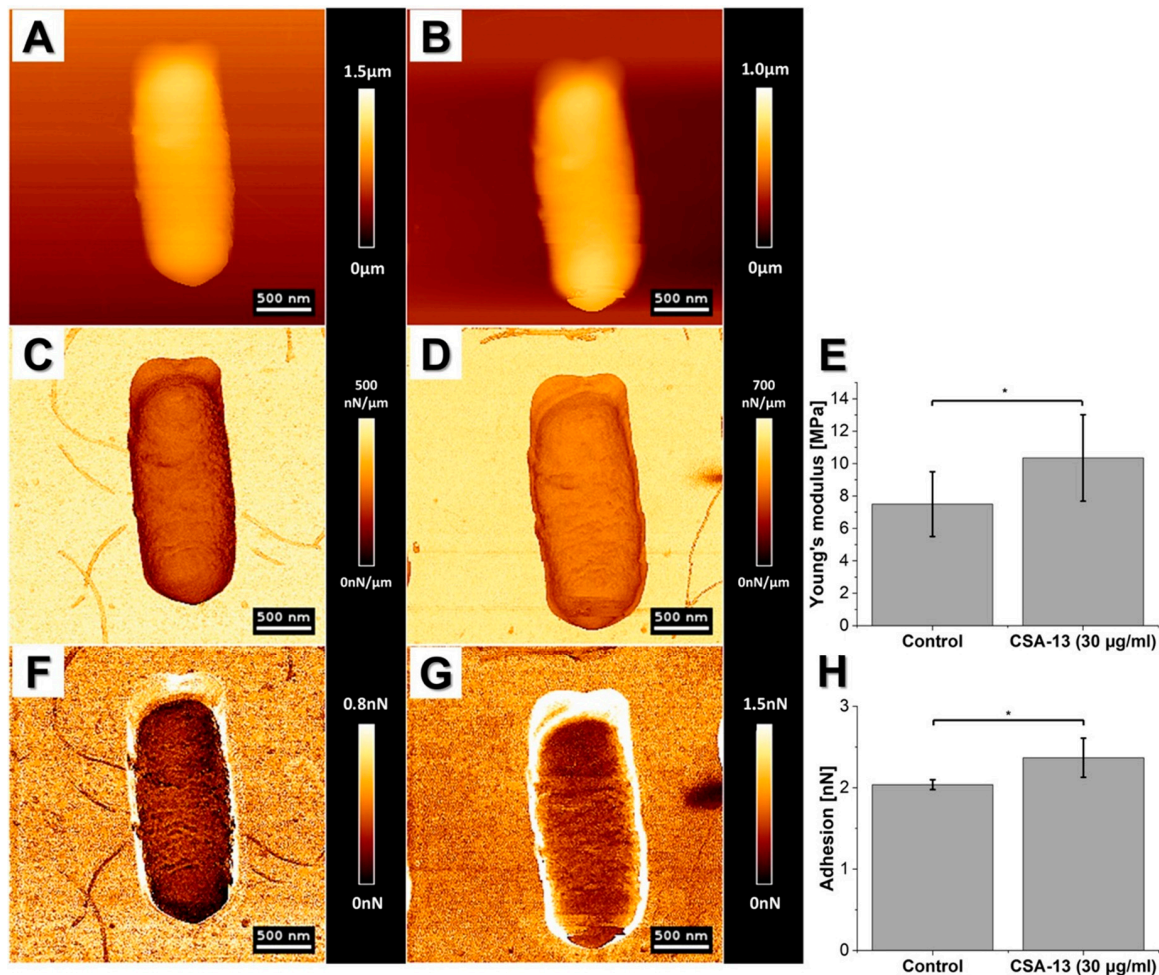 A
1.5µm
0µm
500 nm
B
1.0µm
0µm
500 nm
C
500
nN/µm
0nN/µm
500 nm
D
700
nN/µm
0nN/µm
500 nm
E
Young's modulus [MPa]
14
12
10
8
6
4
2
0
*
Control
CSA-13 (30 µg/ml)
F
0.8nN
0nN
500 nm
G
1.5nN
0nN
500 nm
H
Adhesion [nN]
3
2
1
0
*
Control
CSA-13 (30 µg/ml)